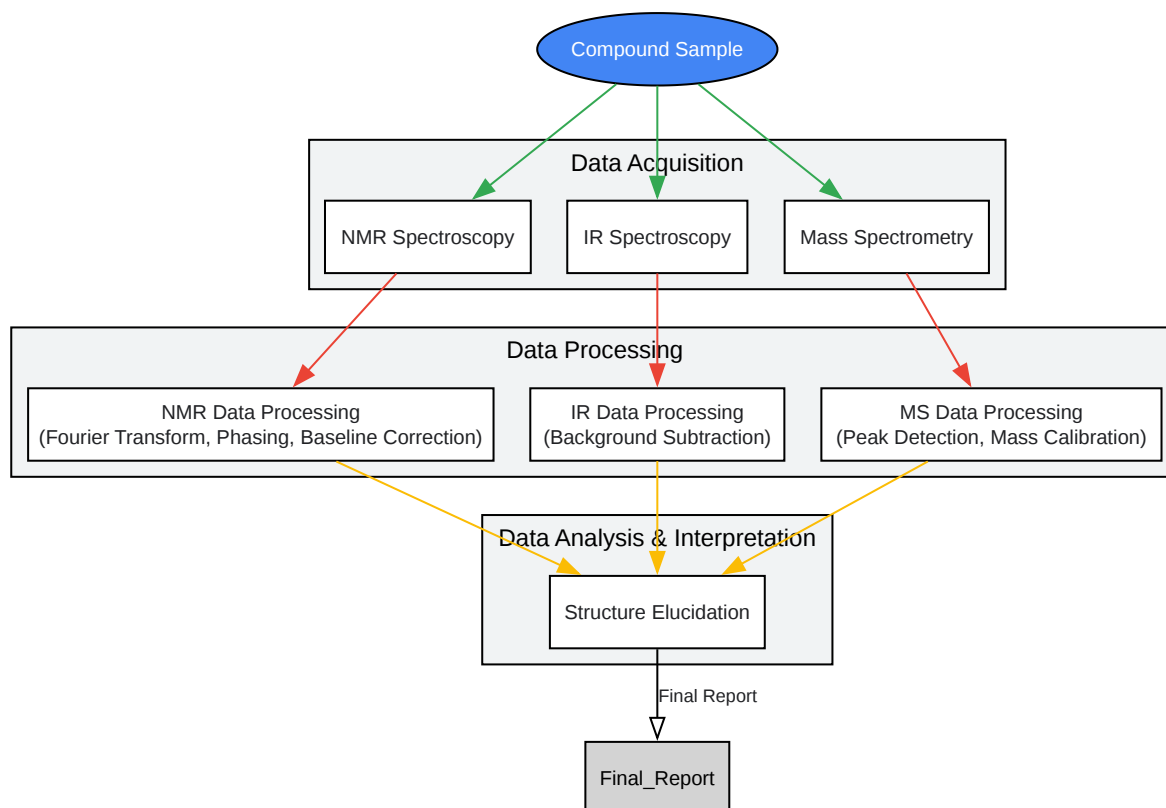 Compound Sample
Data Acquisition
NMR Spectroscopy
IR Spectroscopy
Mass Spectrometry
Data Processing
NMR Data Processing
(Fourier Transform, Phasing, Baseline Correction)
IR Data Processing
(Background Subtraction)
MS Data Processing
(Peak Detection, Mass Calibration)
Data Analysis & Interpretation
Structure Elucidation
Final Report
Final_Report